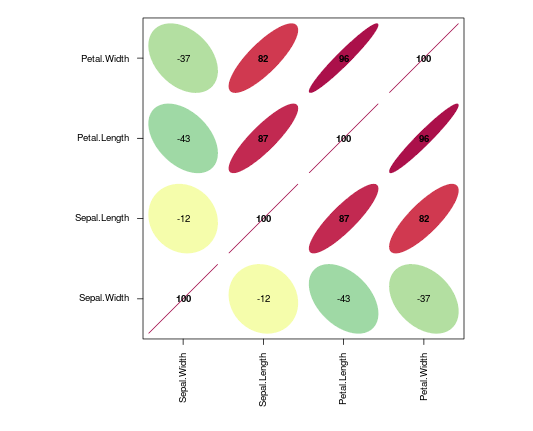 Petal.Width -37 82 96 100
Petal.Length -43 87 100 96
Sepal.Length -12 100 87 82
Sepal.Width 100 -12 -43 -37
Sepal.Width Sepal.Length Petal.Length Petal.Width